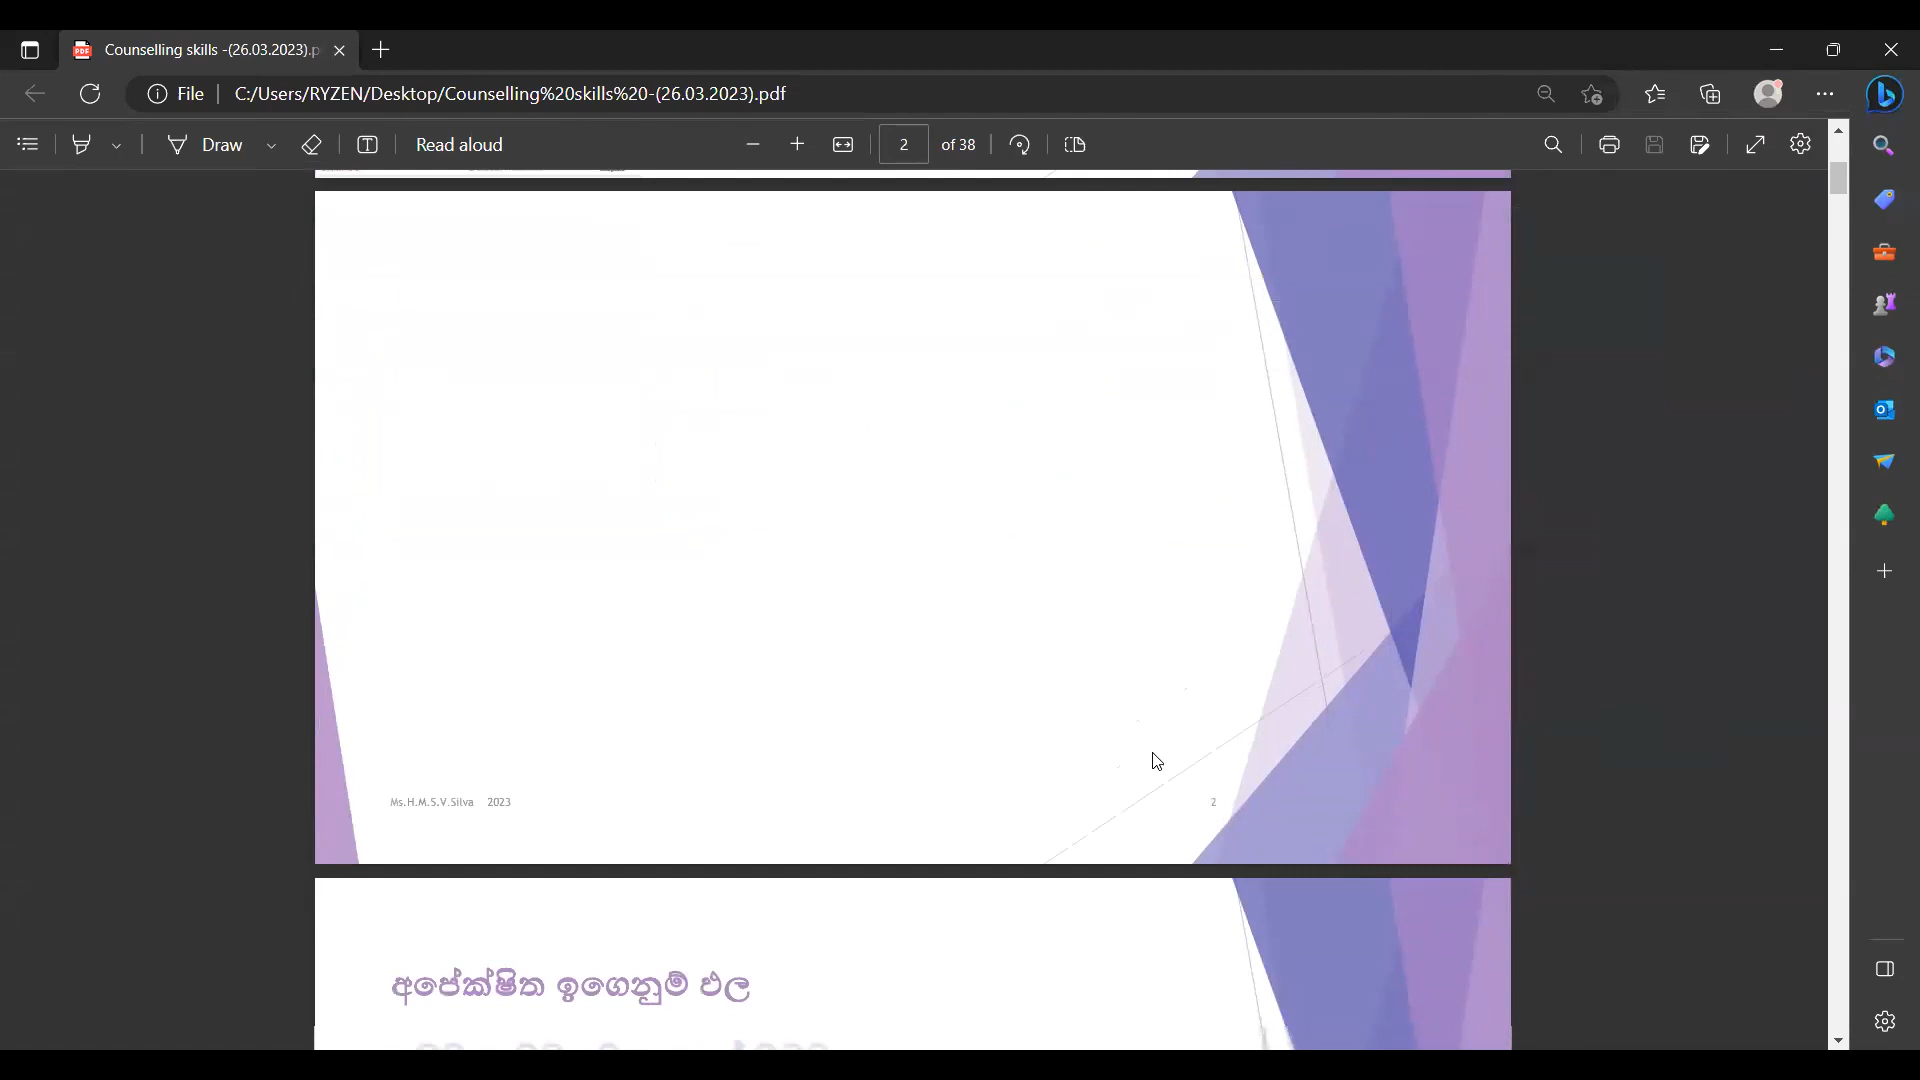 Counselling skills -(26.03.2023).p
File
C:/Users/RYZEN/Desktop/Counselling%20skills%20-(26.03.2023).pdf
Draw
Read aloud
2
of 38
Ms.H.M.S.V.Silva 2023
2
අපේක්ෂිත ඉගෙනුම් ඵල